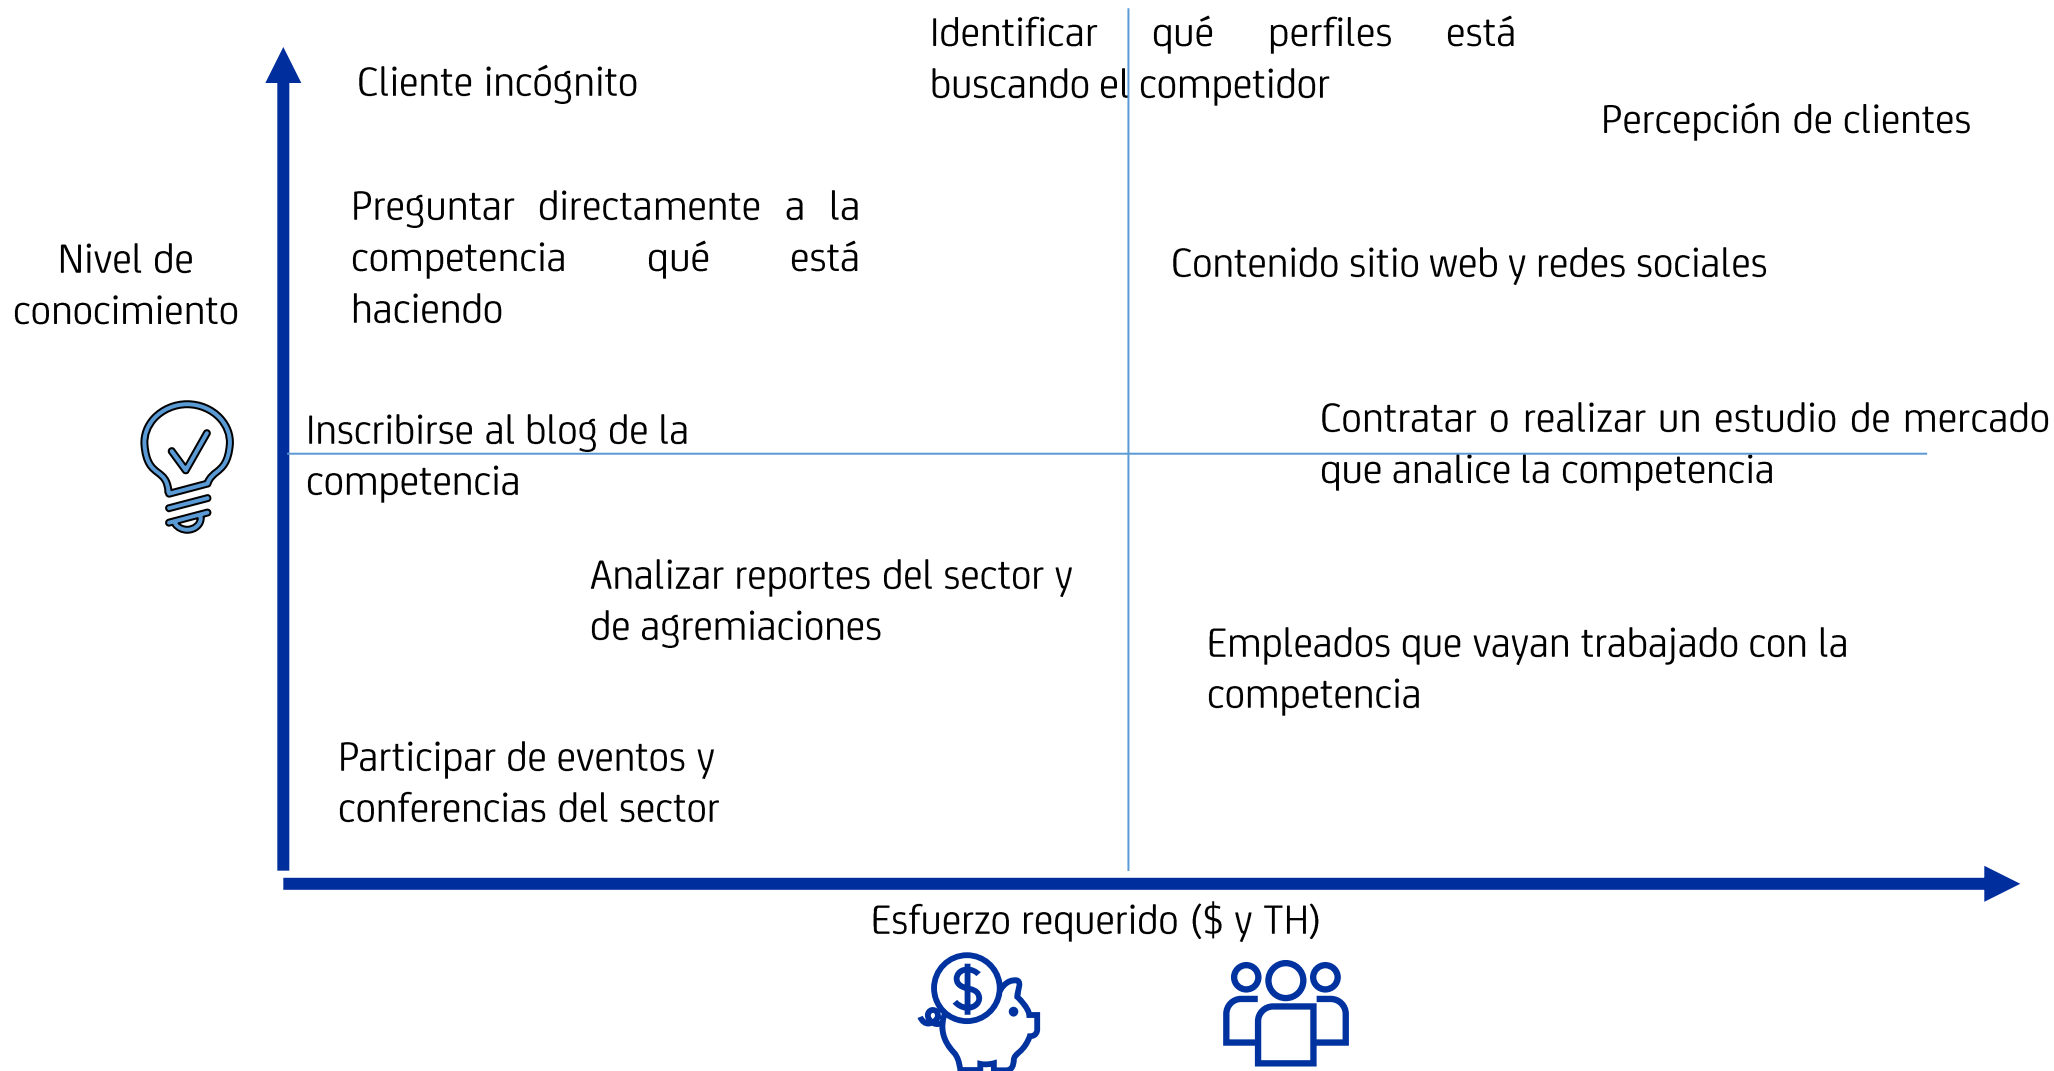 Identificar qué perfiles está
buscando el competidor
Cliente incógnito
Percepción de clientes
Preguntar directamente a la
competencia qué está
haciendo
Nivel de
conocimiento
Contenido sitio web y redes sociales
Inscribirse al blog de la
competencia
Contratar o realizar un estudio de mercado
que analice la competencia
Analizar reportes del sector y
de agremiaciones
Empleados que vayan trabajado con la
competencia
Participar de eventos y
conferencias del sector
Esfuerzo requerido ($ y TH)
$